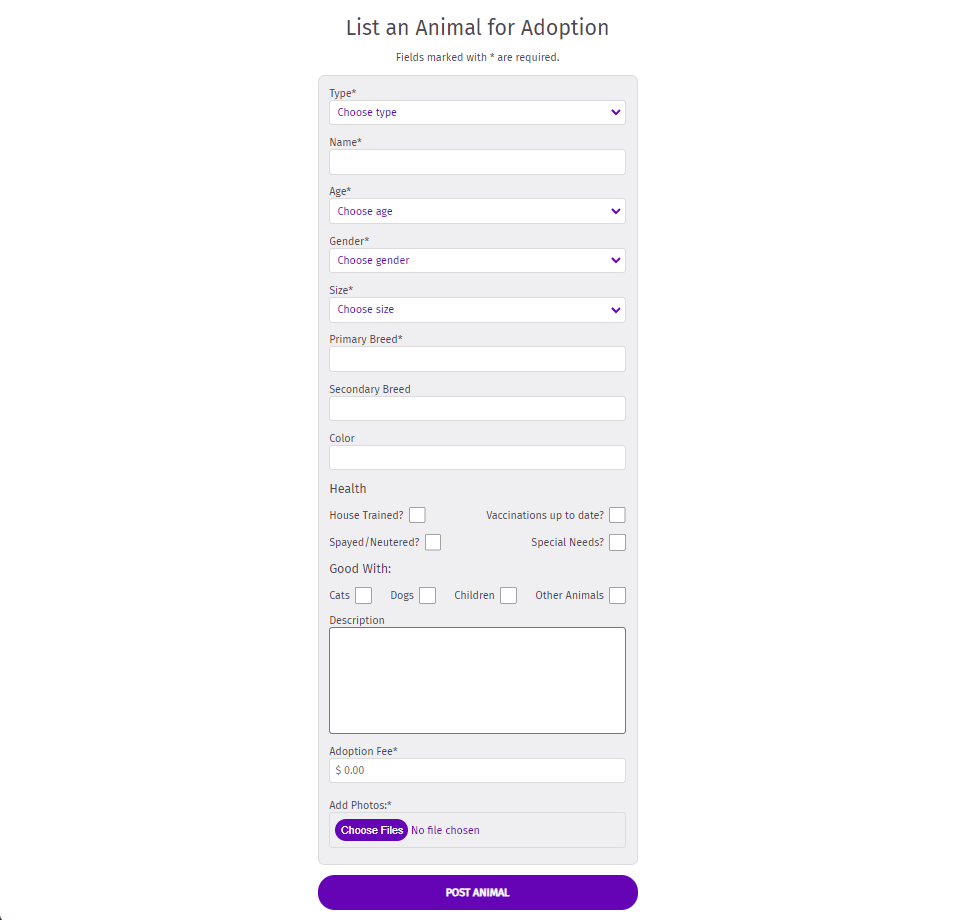 List an Animal for Adoption
Fields marked with * are required.
Type*
Choose type
Name*
Age*
Choose age
Gender*
Choose gender
Size*
Choose size
Primary Breed*
Secondary Breed
Color
Health
House Trained? Vaccinations up to date?
Spayed/Neutered? Special Needs?
Good With:
Cats Dogs Children Other Animals
Description
Adoption Fee*
$ 0.00
Add Photos:*
Choose Files No file chosen
POST ANIMAL